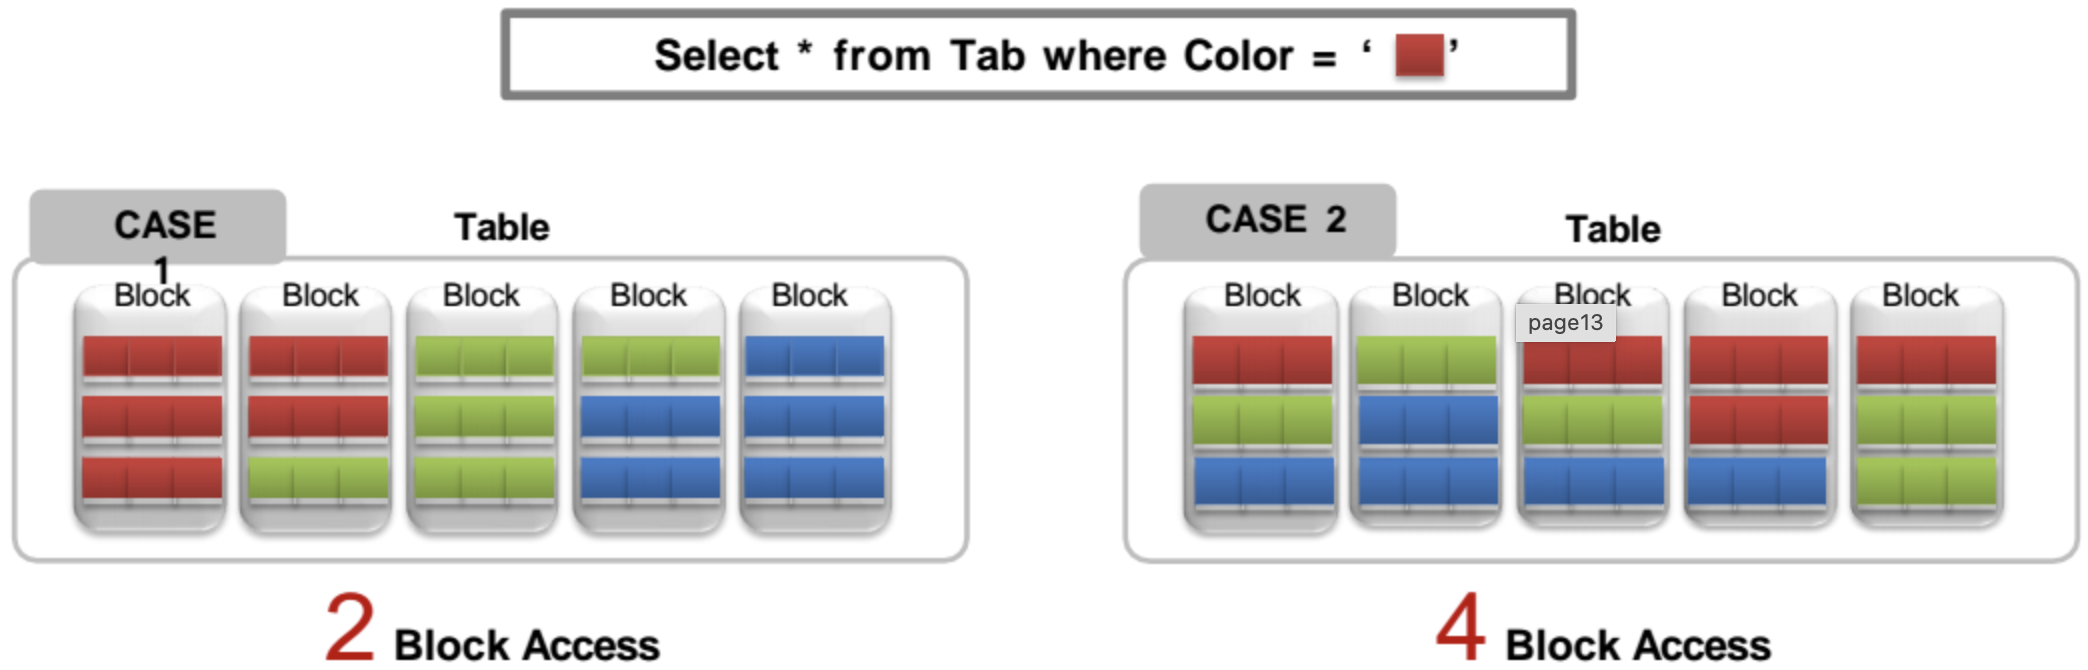 Select * from Tab where Color = ‘ ’
CASE
1
Table
Block Block Block Block Block
2 Block Access
CASE 2
Table
Block Block Block Block Block
page13
4 Block Access